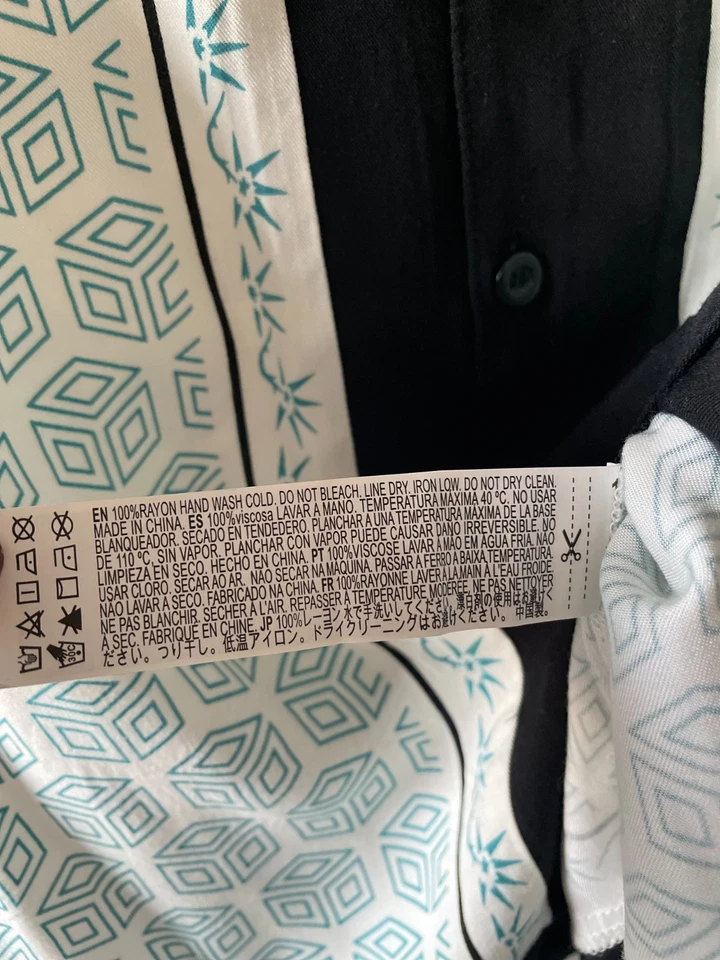 EN 100%RAYON HAND WASH COLD. DO NOT BLEACH. LINE DRY. IRON LOW. DO NOT DRY CLEAN.
MADE IN CHINA. ES 100%viscosa LAVAR A MANO. TEMPERATURA MAXIMA 40 ºC. NO USAR
BLANQUEADOR. SECADO EN TENDEDERO. PLANCHAR A UNA TEMPERATURA MAXIMA DE LA BASE
DE 110 ºC, SIN VAPOR. PLANCHAR CON VAPOR PUEDE CAUSAR DANO IRREVERSIBLE. NO
LIMPIEZA EN SECO. HECHO EN CHINA. PT 100%VISCOSE LAVAR À MAO EM AGUA FRIA. NÃO
USAR CLORO. SECAR AO AR. NÃO SECAR NA MÁQUINA. PASSAR A FERRO A BAIXA TEMPERATURA.
NÃO LAVAR A SECO. FABRICADO NA CHINA. FR 100%RAYONNE LAVER À LA MAIN A L'EAU FROIDE.
NE PAS BLANCHIR. SÉCHER À L'AIR. REPASSER À TEMPERATURE MODERÉE. NE PAS NETTOYER
A SEC. FABRIQUÉ EN CHINE. JP 100%レーヨン 水で手洗いしてください。漂白剤の使用はお避けく
ださい。つり干し。低温アイロン。ドライクリーニングはお避けください。中国製。
30C